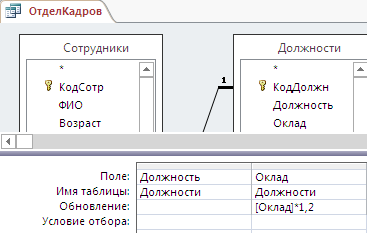 ОтделКадров
Сотрудники
*
КодСотр
ФИО
Возраст
1
Должности
*
КодДолжн
Должность
Оклад
Поле: Должность Оклад
Имя таблицы: Должности Должности
Обновление: [Оклад]*1,2
Условие отбора: